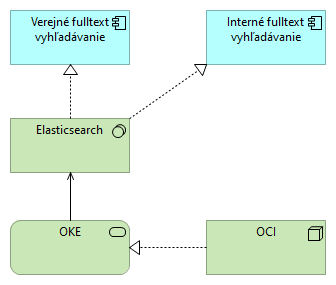 Verejné fulltext
vyhľadávanie
Interné fulltext
vyhľadávanie
Elasticsearch
OKE
OCI